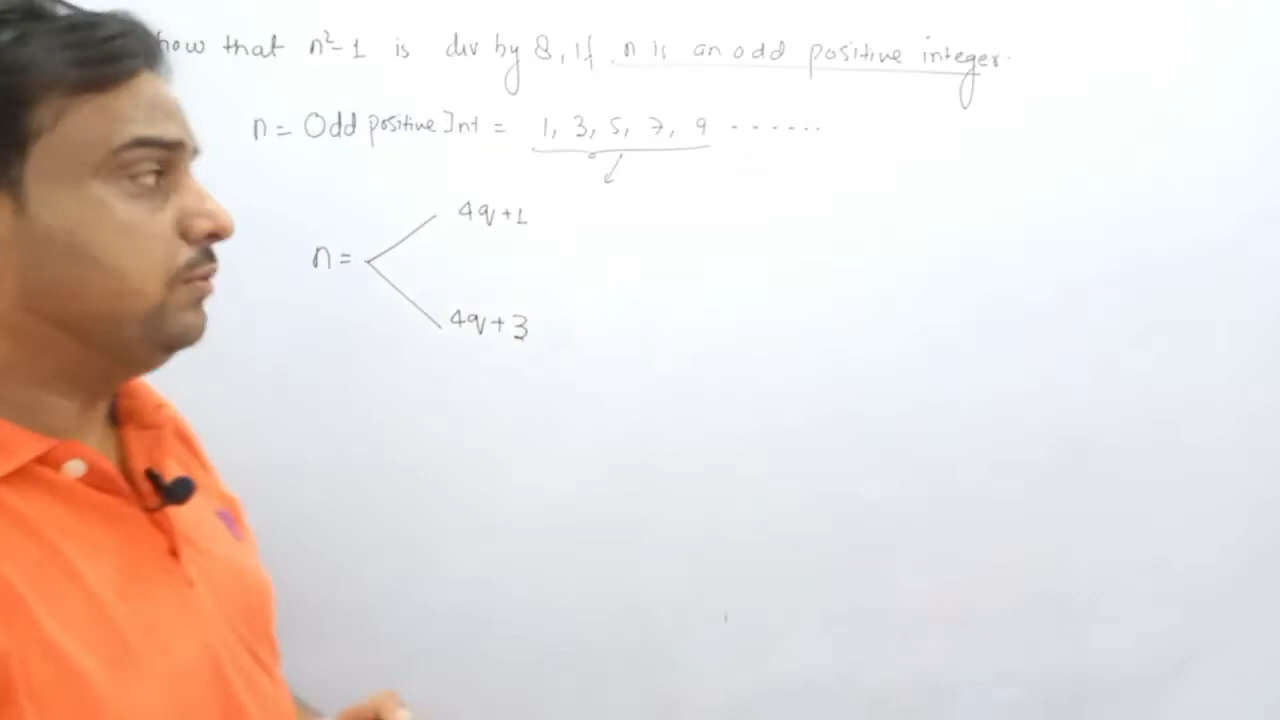 how that n²-1 is div by 8, if n is an odd positive integer.
n = Odd positive Int = 1, 3, 5, 7, 9 ......
4q+1
n =
4q+3